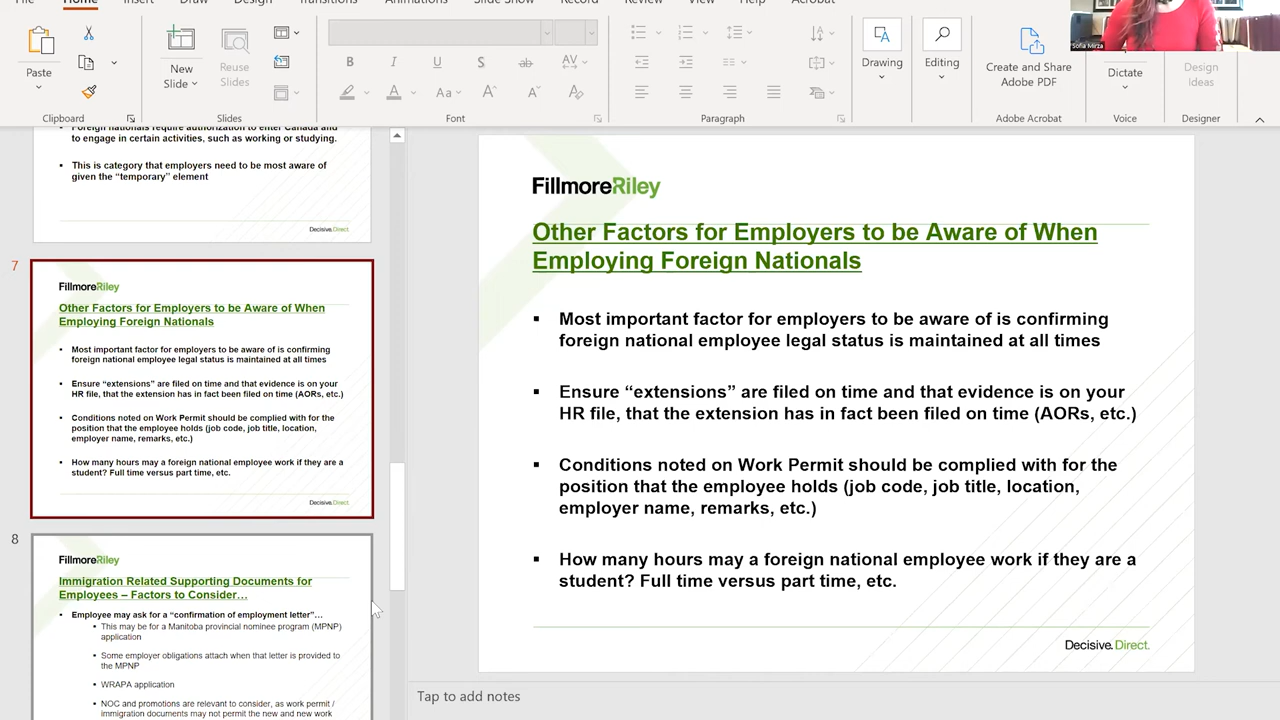 File Home Insert Draw Design Transitions Animations Slide Show Record Review View Help Acrobat
Paste
New
Slide
Reuse
Slides
B I U S ab AV
A Aa A A A
Drawing
Editing
Create and Share
Adobe PDF
Dictate
Design
Ideas
Sofia Mirza
Clipboard Slides Font Paragraph Adobe Acrobat Voice Designer
Foreign nationals require authorization to enter Canada and
to engage in certain activities, such as working or studying.
This is category that employers need to be most aware of
given the “temporary” element
Decisive.Direct.
7
FillmoreRiley
Other Factors for Employers to be Aware of When
Employing Foreign Nationals
Most important factor for employers to be aware of is confirming
foreign national employee legal status is maintained at all times
Ensure “extensions” are filed on time and that evidence is on your
HR file, that the extension has in fact been filed on time (AORs, etc.)
Conditions noted on Work Permit should be complied with for the
position that the employee holds (job code, job title, location,
employer name, remarks, etc.)
How many hours may a foreign national employee work if they are a
student? Full time versus part time, etc.
Decisive.Direct.
8
FillmoreRiley
Immigration Related Supporting Documents for
Employees – Factors to Consider…
Employee may ask for a “confirmation of employment letter”…
This may be for a Manitoba provincial nominee program (MPNP)
application
Some employer obligations attach when that letter is provided to
the MPNP
WRAPA application
NOC and promotions are relevant to consider, as work permit /
immigration documents may not permit the new and new work
FillmoreRiley
Other Factors for Employers to be Aware of When
Employing Foreign Nationals
Most important factor for employers to be aware of is confirming
foreign national employee legal status is maintained at all times
Ensure “extensions” are filed on time and that evidence is on your
HR file, that the extension has in fact been filed on time (AORs, etc.)
Conditions noted on Work Permit should be complied with for the
position that the employee holds (job code, job title, location,
employer name, remarks, etc.)
How many hours may a foreign national employee work if they are a
student? Full time versus part time, etc.
Decisive.Direct.
Tap to add notes